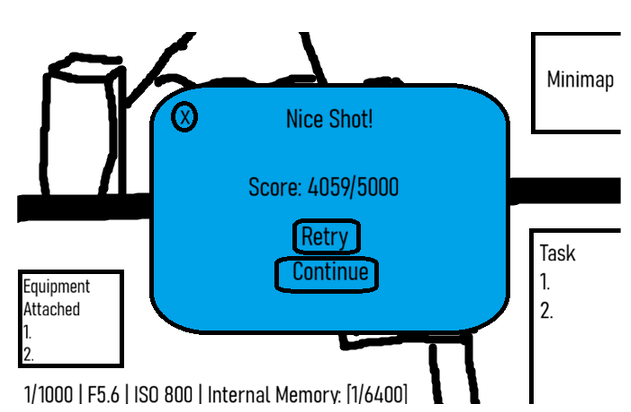 Minimap
X
Nice Shot!
Score: 4059/5000
Retry
Continue
Task
1.
2.
Equipment
Attached
1.
2.
1/1000 | F5.6 | ISO 800 | Internal Memory: [1/6400]